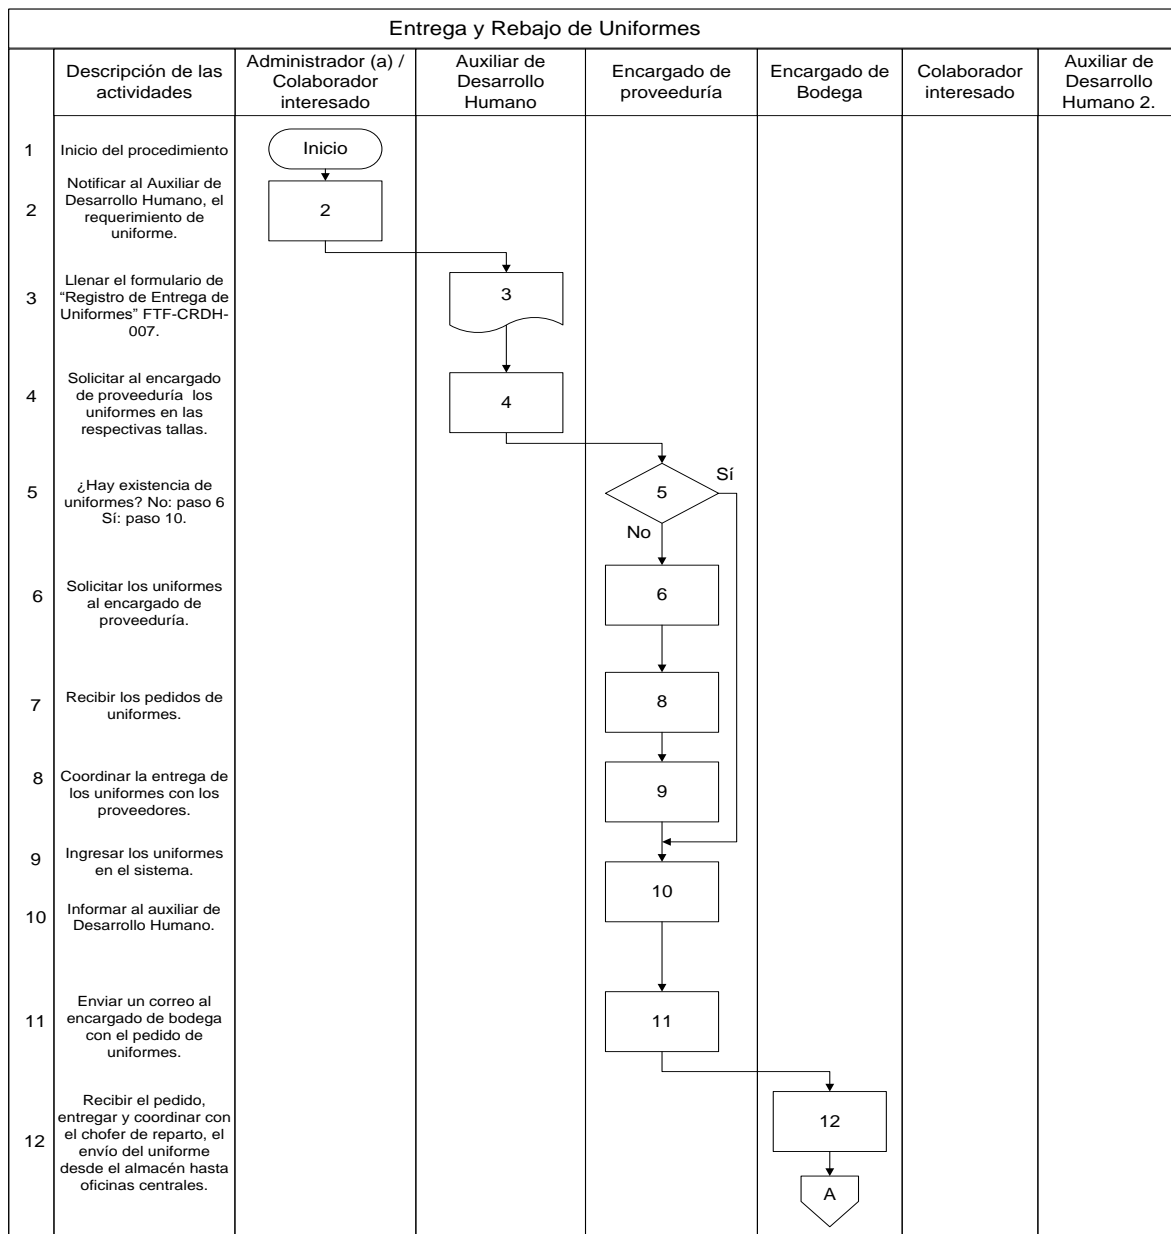 Entrega y Rebajo de Uniformes
Descripción de las
actividades
Administrador (a) /
Colaborador
interesado
Auxiliar de
Desarrollo
Humano
Encargado de
proveeduría
Encargado de
Bodega
Colaborador
interesado
Auxiliar de
Desarrollo
Humano 2.
1
Inicio del procedimiento
Inicio
2
Notificar al Auxiliar de
Desarrollo Humano, el
requerimiento de
uniforme.
2
3
Llenar el formulario de
“Registro de Entrega de
Uniformes” FTF-CRDH-
007.
3
4
Solicitar al encargado
de proveeduría los
uniformes en las
respectivas tallas.
4
5
¿Hay existencia de
uniformes? No: paso 6
Sí: paso 10.
5
Sí
No
6
Solicitar los uniformes
al encargado de
proveeduría.
6
7
Recibir los pedidos de
uniformes.
8
8
Coordinar la entrega de
los uniformes con los
proveedores.
9
9
Ingresar los uniformes
en el sistema.
10
10
Informar al auxiliar de
Desarrollo Humano.
11
Enviar un correo al
encargado de bodega
con el pedido de
uniformes.
11
12
Recibir el pedido,
entregar y coordinar con
el chofer de reparto, el
envío del uniforme
desde el almacén hasta
oficinas centrales.
12
A